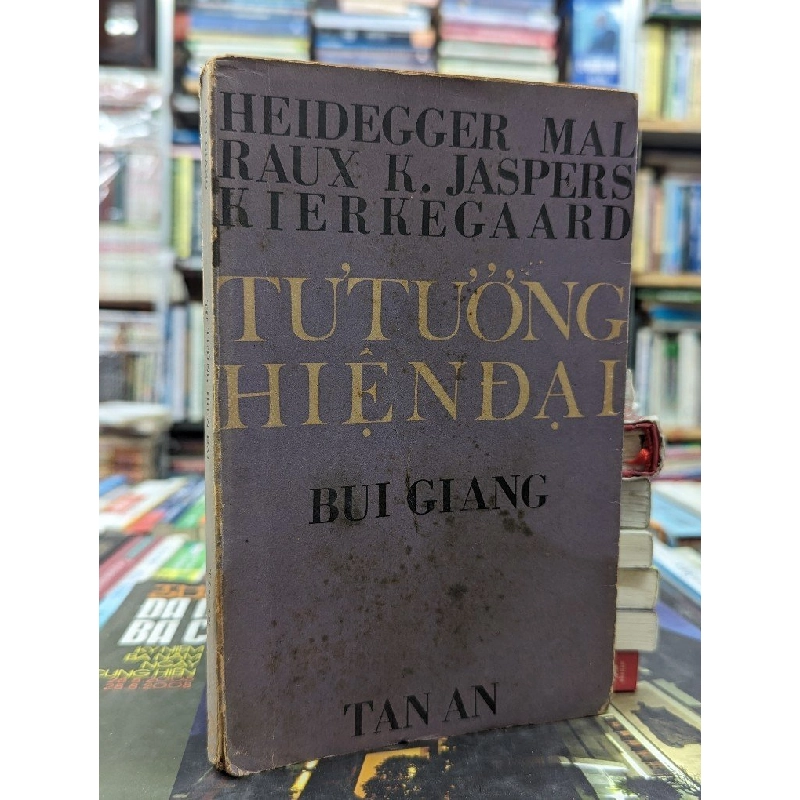 HEIDEGGER MAL
RAUX K. JASPERS
KIERKEGAARD
TƯ TƯỞNG
HIỆN ĐẠI
BUI GIANG
TAN AN